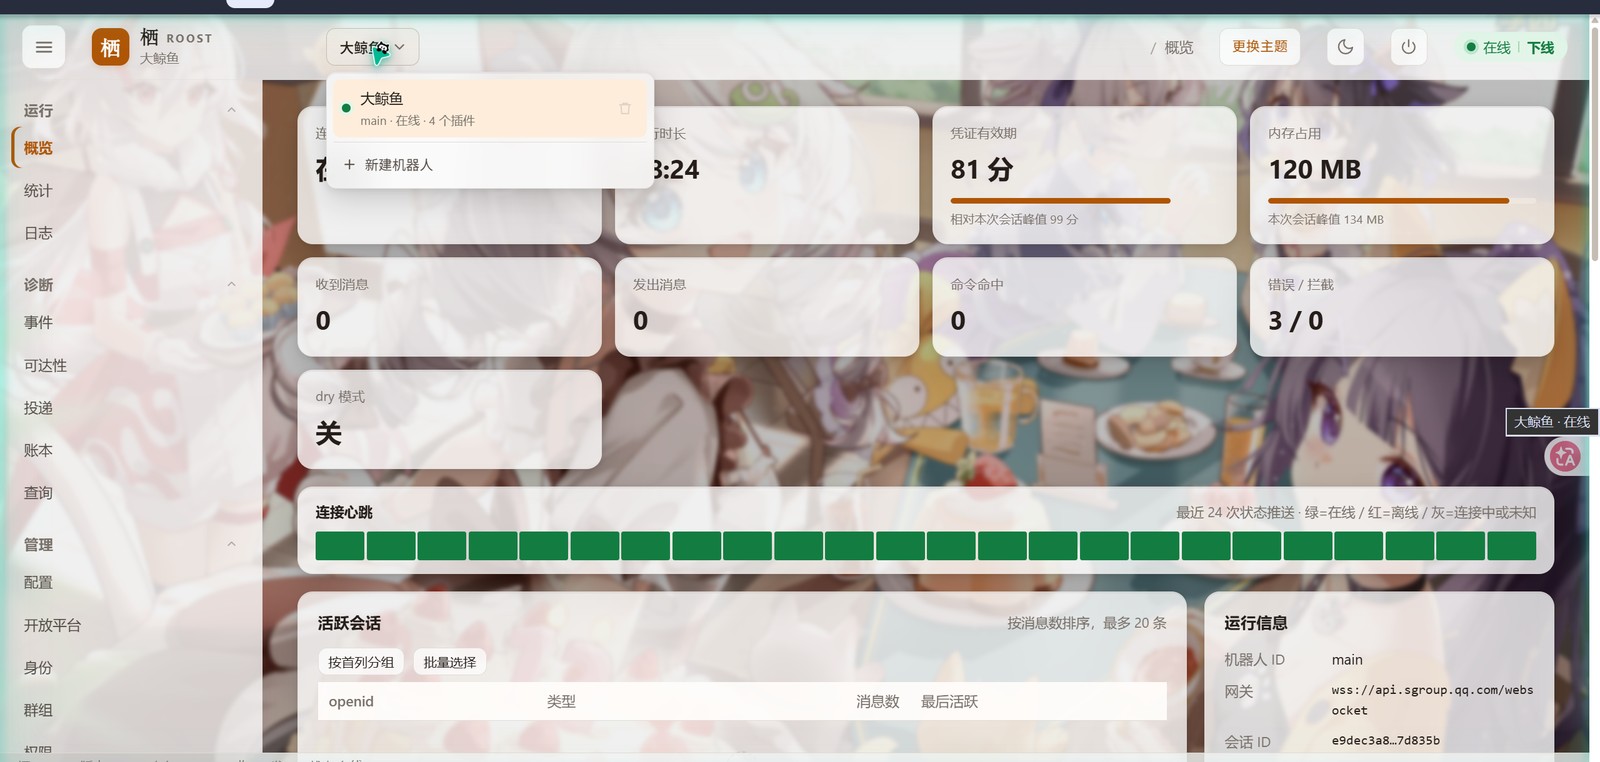 栖 栖 ROOST
大鲸鱼
大鲸鱼
/ 概览
更换主题
在线 | 下线
大鲸鱼
main · 在线 · 4 个插件
+ 新建机器人
运行
概览
统计
日志
诊断
事件
可达性
投递
账本
查询
管理
配置
开放平台
身份
群组
权限
时长
3:24
凭证有效期
81 分
相对本次会话峰值 99 分
内存占用
120 MB
本次会话峰值 134 MB
收到消息
0
发出消息
0
命令命中
0
错误 / 拦截
3 / 0
dry 模式
关
大鲸鱼 · 在线
连接心跳
最近 24 次状态推送 · 绿=在线 / 红=离线 / 灰=连接中或未知
活跃会话
按消息数排序，最多 20 条
按首列分组 批量选择
openid 类型 消息数 最后活跃
运行信息
机器人 ID main
网关 wss://api.sgroup.qq.com/webs
ocket
会话 ID e9dec3a8…7d835b